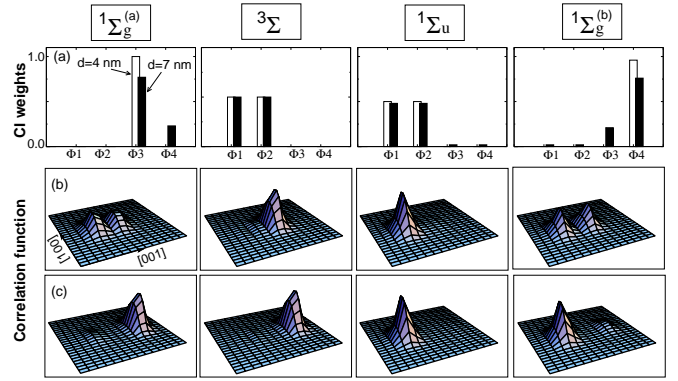 ¹Σg(a) ³Σ ¹Σu ¹Σg(b)
CI weights
1.0
0.0
(a)
d=4 nm
d=7 nm
Φ1 Φ2 Φ3 Φ4
Φ1 Φ2 Φ3 Φ4
Φ1 Φ2 Φ3 Φ4
Φ1 Φ2 Φ3 Φ4
Correlation function
(b)
[001]
[001]
(c)